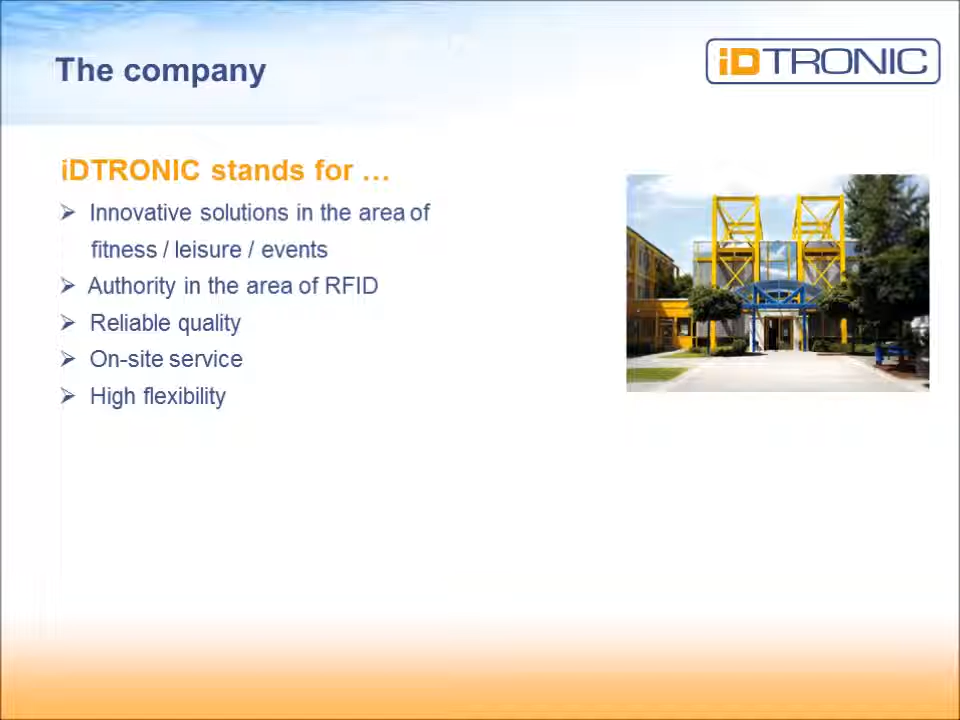 The company
iDTRONIC
iDTRONIC stands for …
➢ Innovative solutions in the area of
fitness / leisure / events
➢ Authority in the area of RFID
➢ Reliable quality
➢ On-site service
➢ High flexibility